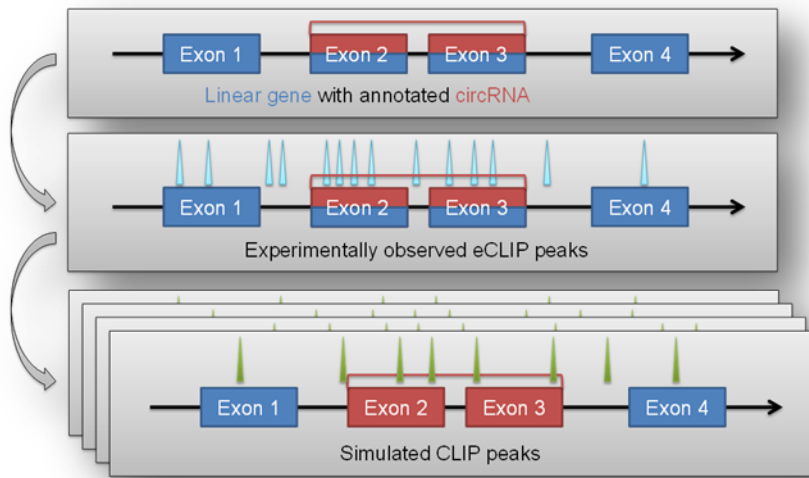 Exon 1 Exon 2 Exon 3 Exon 4
Linear gene with annotated circRNA
Exon 1 Exon 2 Exon 3 Exon 4
Experimentally observed eCLIP peaks
Exon 1 Exon 2 Exon 3 Exon 4
Simulated CLIP peaks